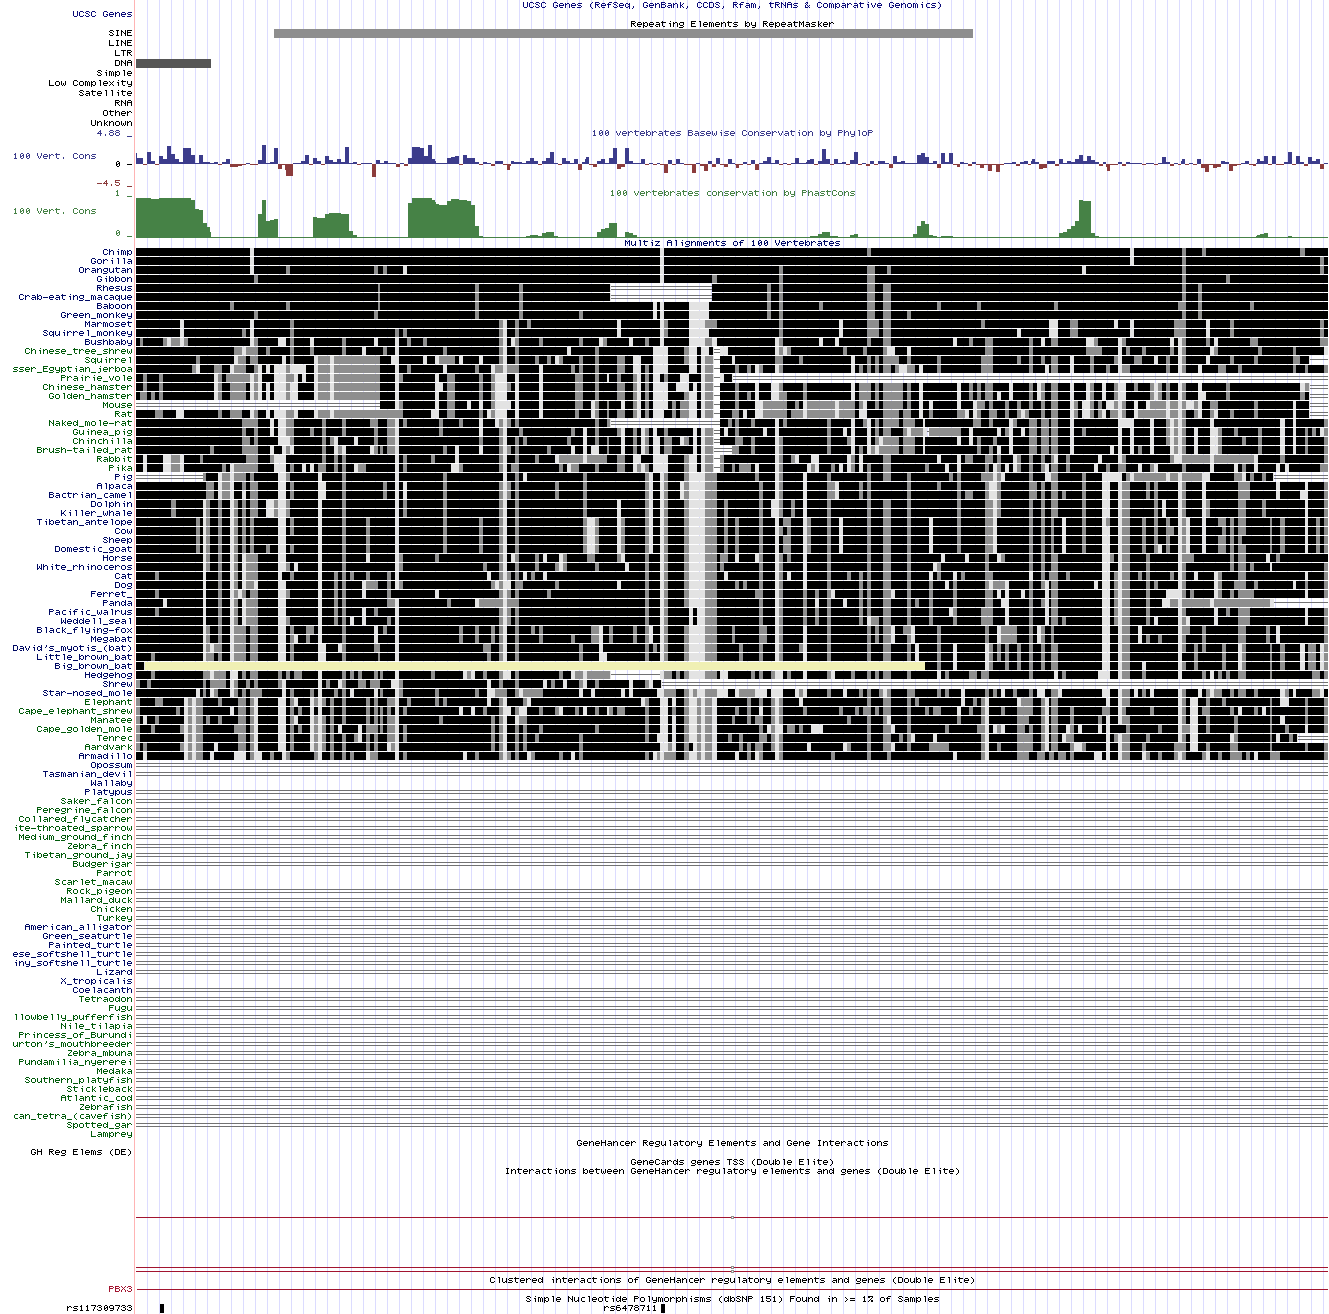 UCSC Genes (RefSeq, GenBank, CCDS, Rfam, tRNAs & Comparative Genomics)
UCSC Genes
Repeating Elements by RepeatMasker
SINE
LINE
LTR
DNA
Simple
Low Complexity
Satellite
RNA
Other
Unknown
4.88 _
100 vertebrates Basewise Conservation by PhyloP
100 Vert. Cons
0 _
-4.5 _
1 _
100 vertebrates conservation by PhastCons
100 Vert. Cons
0 _
Multiz Alignments of 100 Vertebrates
Chimp
Gorilla
Orangutan
Gibbon
Rhesus
Crab-eating_macaque
Baboon
Green_monkey
Marmoset
Squirrel_monkey
Bushbaby
Chinese_tree_shrew
Squirrel
sser_Egyptian_jerboa
Prairie_vole
Chinese_hamster
Golden_hamster
Mouse
Rat
Naked_mole-rat
Guinea_pig
Chinchilla
Brush-tailed_rat
Rabbit
Pika
Pig
Alpaca
Bactrian_camel
Dolphin
Killer_whale
Tibetan_antelope
Cow
Sheep
Domestic_goat
Horse
White_rhinoceros
Cat
Dog
Ferret_
Panda
Pacific_walrus
Weddell_seal
Black_flying-fox
Megabat
David's_myotis_(bat)
Little_brown_bat
Big_brown_bat
Hedgehog
Shrew
Star-nosed_mole
Elephant
Cape_elephant_shrew
Manatee
Cape_golden_mole
Tenrec
Aardvark
Armadillo
Opossum
Tasmanian_devil
Wallaby
Platypus
Saker_falcon
Peregrine_falcon
Collared_flycatcher
ite-throated_sparrow
Medium_ground_finch
Zebra_finch
Tibetan_ground_jay
Budgerigar
Parrot
Scarlet_macaw
Rock_pigeon
Mallard_duck
Chicken
Turkey
American_alligator
Green_seaturtle
Painted_turtle
ese_softshell_turtle
iny_softshell_turtle
Lizard
X_tropicalis
Coelacanth
Tetraodon
Fugu
llowbelly_pufferfish
Nile_tilapia
Princess_of_Burundi
urton's_mouthbreeder
Zebra_mbuna
Pundamilia_nyererei
Medaka
Southern_platyfish
Stickleback
Atlantic_cod
Zebrafish
can_tetra_(cavefish)
Spotted_gar
Lamprey
GeneHancer Regulatory Elements and Gene Interactions
GH Reg Elems (DE)
GeneCards genes TSS (Double Elite)
Interactions between GeneHancer regulatory elements and genes (Double Elite)
Clustered interactions of GeneHancer regulatory elements and genes (Double Elite)
PBX3
Simple Nucleotide Polymorphisms (dbSNP 151) Found in >= 1% of Samples
rs117309733 rs6478711